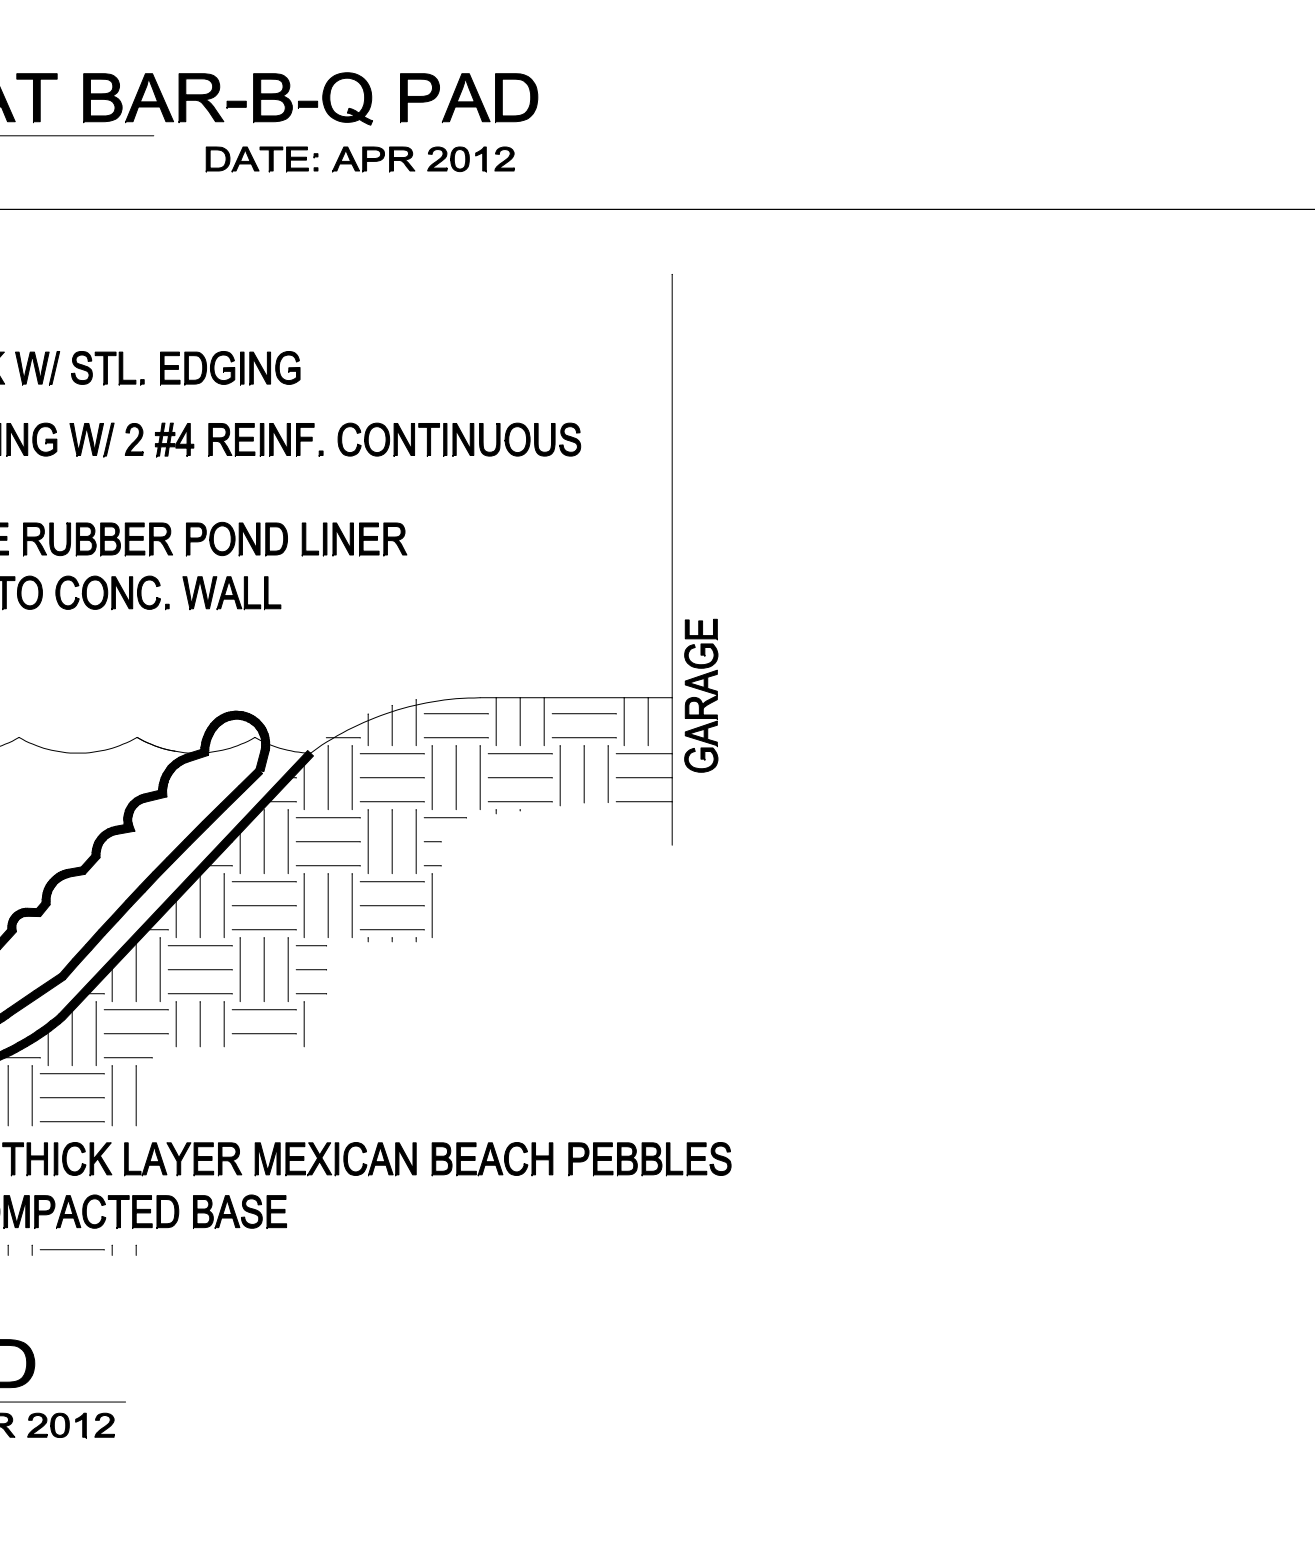 AT BAR-B-Q PAD
DATE: APR 2012
W/ STL. EDGING
ING W/ 2 #4 REINF. CONTINUOUS
E RUBBER POND LINER
TO CONC. WALL
GARAGE
THICK LAYER MEXICAN BEACH PEBBLES
OMPACTED BASE
D
R 2012